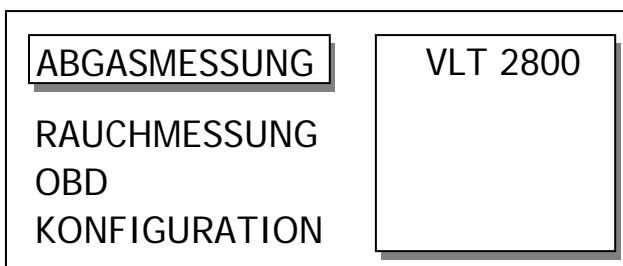 ABGASMESSUNG
RAUCHMESSUNG
OBD
KONFIGURATION
VLT 2800